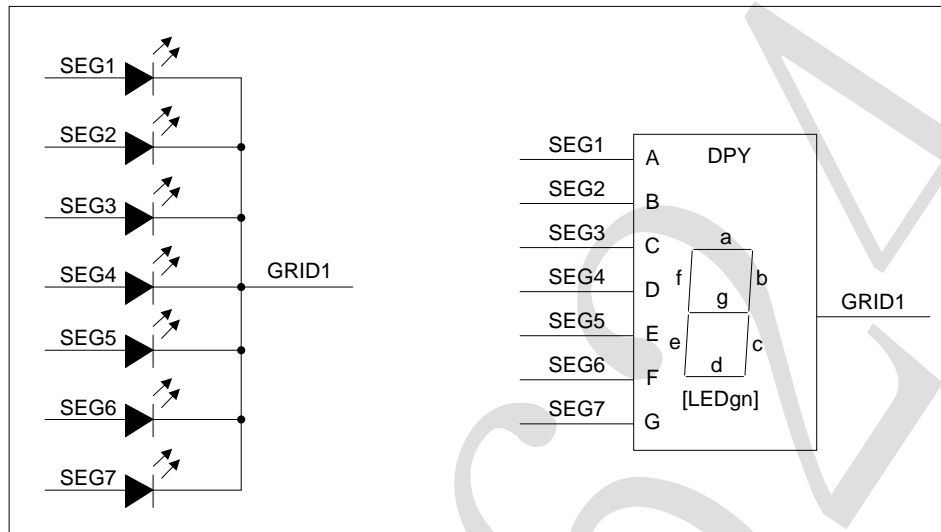 SEG1
SEG2
SEG3
SEG4
SEG5
SEG6
SEG7
GRID1
SEG1
SEG2
SEG3
SEG4
SEG5
SEG6
SEG7
A
B
C
D
E
F
G
DPY
a
f
b
g
e
c
d
[LEDgn]
GRID1